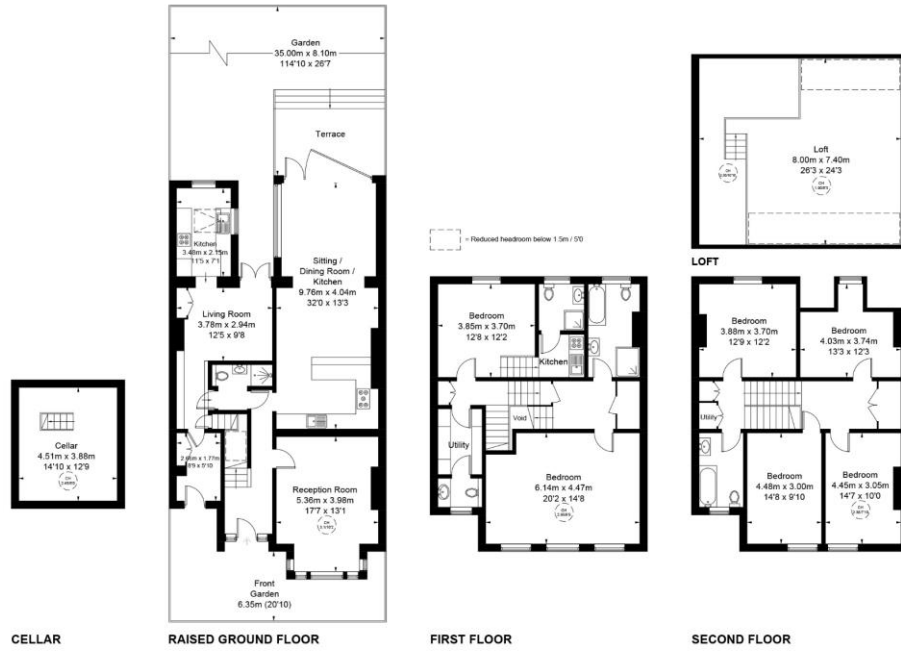 Garden
35.00m x 8.10m
114'10 x 26'7
Terrace
Kitchen
3.48m x 2.15m
11'5 x 7'1
Sitting /
Dining Room /
Kitchen
9.76m x 4.04m
32'0 x 13'3
Living Room
3.78m x 2.94m
12'5 x 9'8
Cellar
4.51m x 3.88m
14'10 x 12'9
CH
x 1.77m
x 5'10
Reception Room
5.36m x 3.98m
17'7 x 13'1
CH
Front
Garden
6.35m (20'10)
= Reduced headroom below 1.5m / 5'0
Bedroom
3.85m x 3.70m
12'8 x 12'2
Kitchen
Void
Utility
Bedroom
6.14m x 4.47m
20'2 x 14'8
CH
Loft
8.00m x 7.40m
26'3 x 24'3
CH
CH
LOFT
Bedroom
3.88m x 3.70m
12'9 x 12'2
Bedroom
4.03m x 3.74m
13'3 x 12'3
Utility
Bedroom
4.48m x 3.00m
14'8 x 9'10
Bedroom
4.45m x 3.05m
14'7 x 10'0
CH
CELLAR
RAISED GROUND FLOOR
FIRST FLOOR
SECOND FLOOR